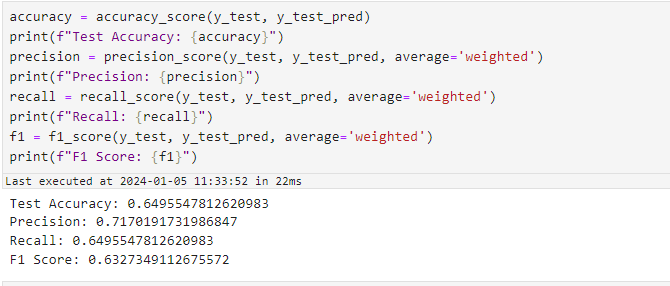 accuracy = accuracy_score(y_test, y_test_pred)
print(f"Test Accuracy: {accuracy}")
precision = precision_score(y_test, y_test_pred, average='weighted')
print(f"Precision: {precision}")
recall = recall_score(y_test, y_test_pred, average='weighted')
print(f"Recall: {recall}")
f1 = f1_score(y_test, y_test_pred, average='weighted')
print(f"F1 Score: {f1}")
Last executed at 2024-01-05 11:33:52 in 22ms
Test Accuracy: 0.6495547812620983
Precision: 0.7170191731986847
Recall: 0.6495547812620983
F1 Score: 0.6327349112675572